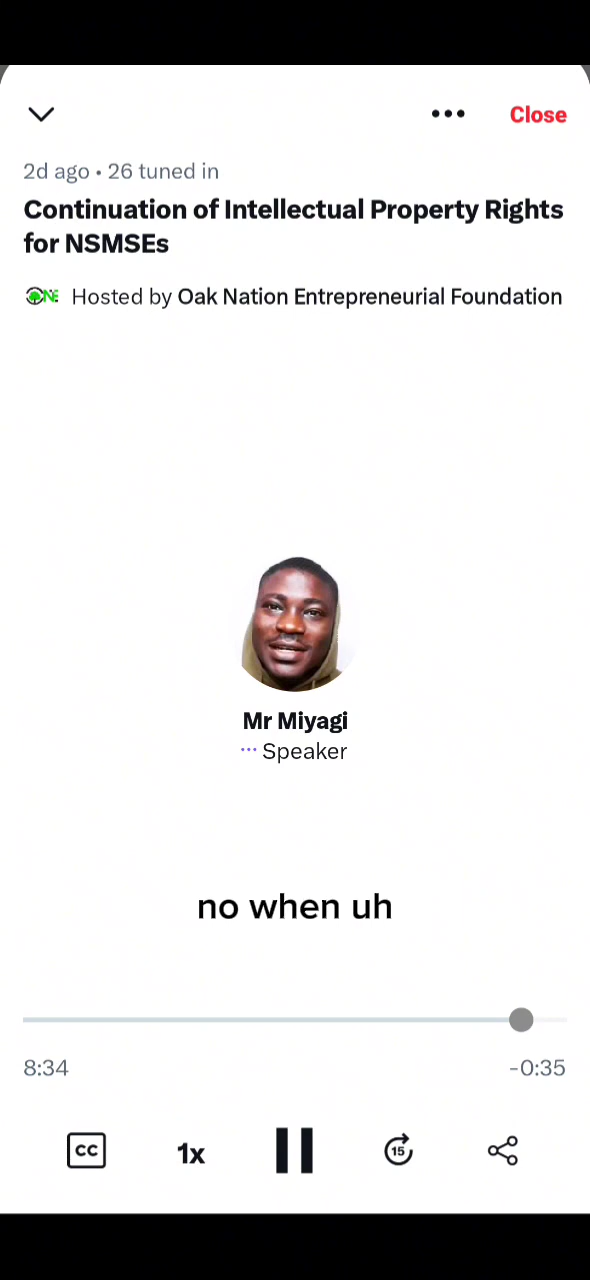 Close
2d ago • 26 tuned in
Continuation of Intellectual Property Rights
for NSMSEs
ONE Hosted by Oak Nation Entrepreneurial Foundation
Mr Miyagi
Speaker
no when uh
8:34 -0:35
CC 1x 15